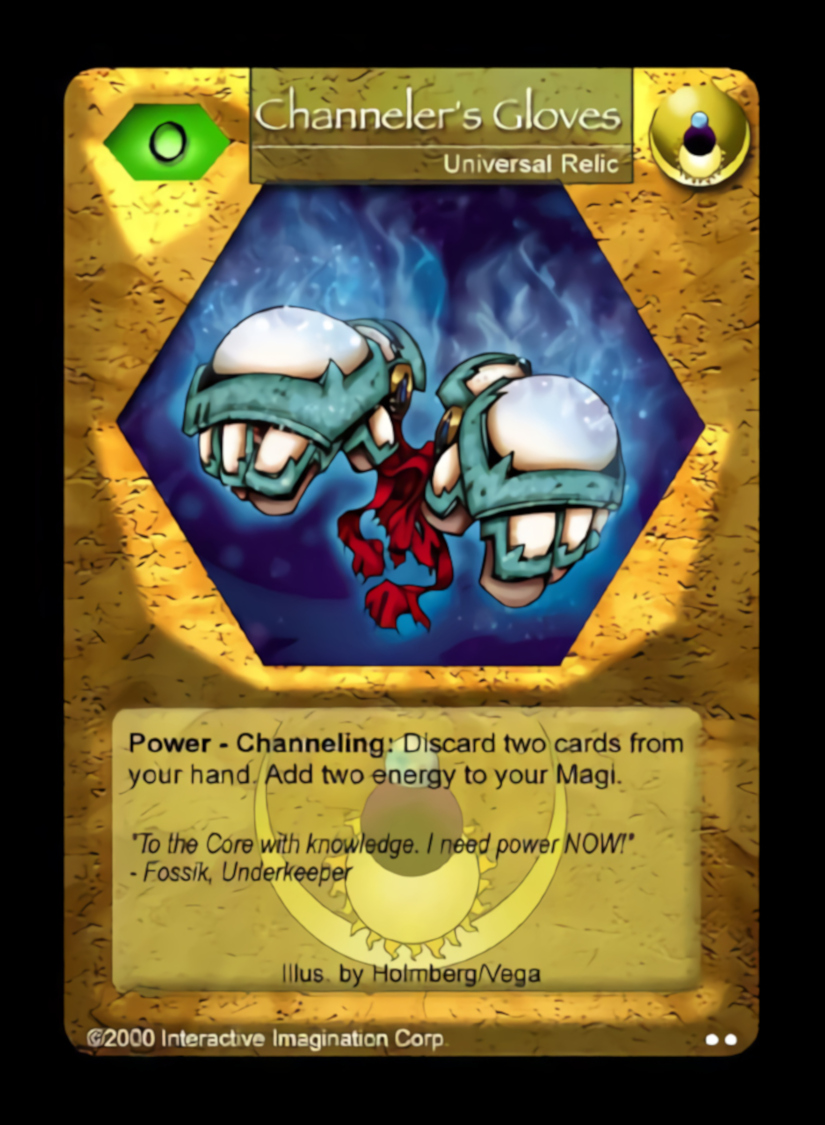 0
Channeler's Gloves
Universal Relic
Power - Channeling: Discard two cards from
your hand. Add two energy to your Magi.
"To the Core with knowledge. I need power NOW!"
- Fossik, Underkeeper
Illus. by Holmberg/Vega
©2000 Interactive Imagination Corp.